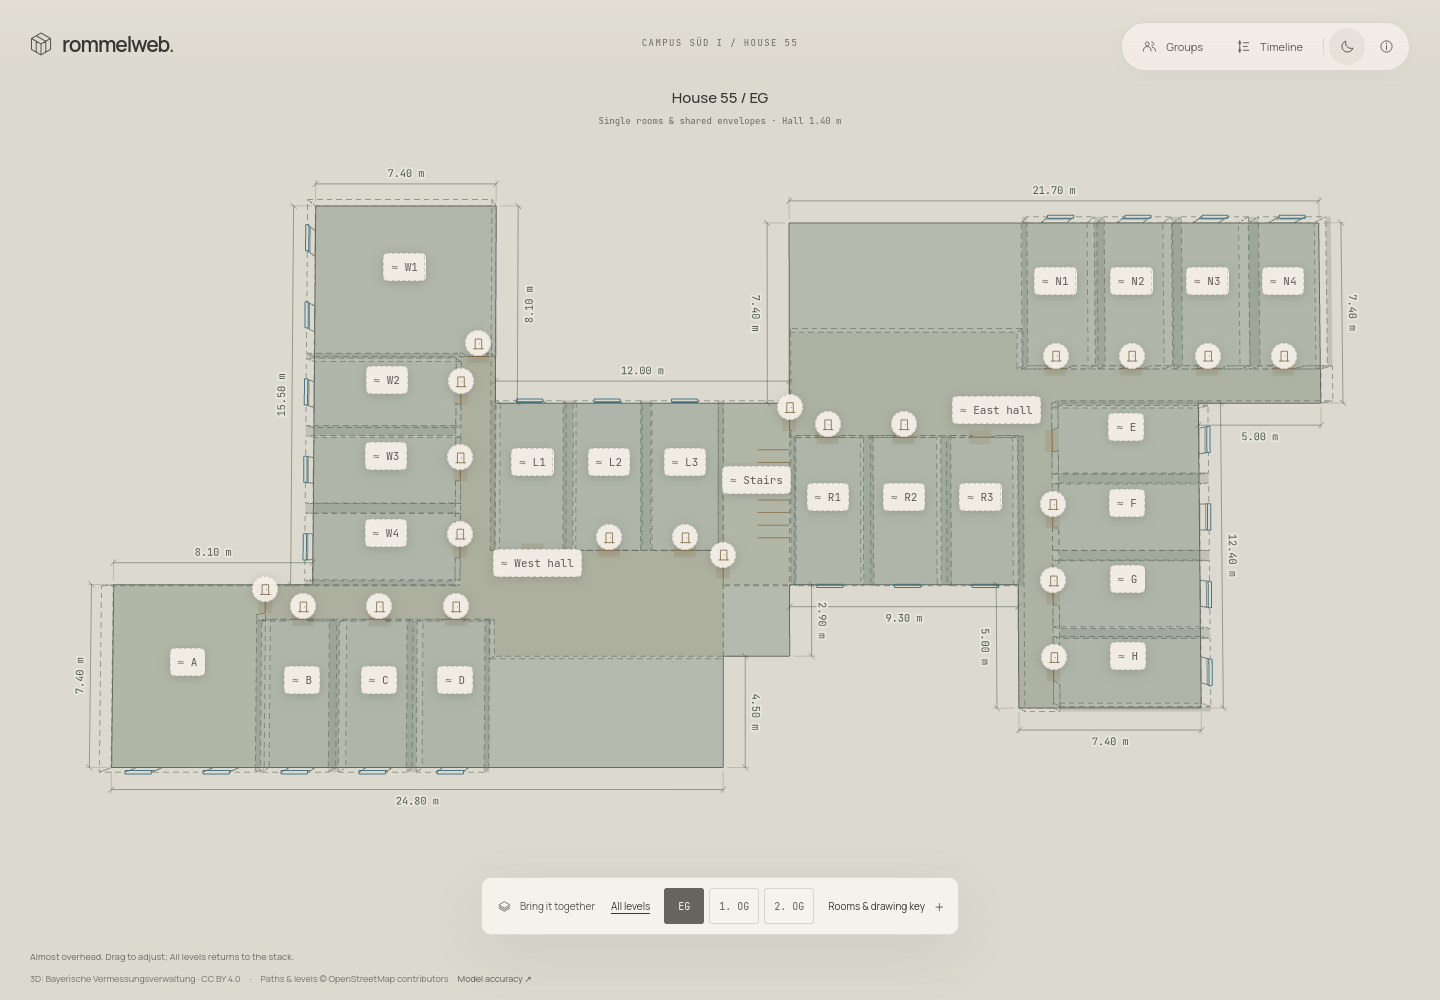 rommelweb.
CAMPUS SÜD I / HOUSE 55
Groups
Timeline
House 55 / EG
Single rooms & shared envelopes · Hall 1.40 m
7.40 m
21.70 m
≈ W1
≈ N1
≈ N2
≈ N3
≈ N4
8.10 m
7.40 m
7.40 m
12.00 m
≈ W2
15.50 m
≈ East hall
≈ E
5.00 m
≈ W3
≈ L1
≈ L2
≈ L3
≈ Stairs
≈ R1
≈ R2
≈ R3
≈ F
≈ W4
8.10 m
≈ West hall
12.40 m
≈ G
2.90 m
9.30 m
5.00 m
≈ A
≈ B
≈ C
≈ D
≈ H
7.40 m
4.50 m
7.40 m
24.80 m
Bring it together
All levels
EG
1. OG
2. OG
Rooms & drawing key +
Almost overhead. Drag to adjust; All levels returns to the stack.
3D: Bayerische Vermessungsverwaltung · CC BY 4.0 · Paths & levels © OpenStreetMap contributors Model accuracy ↗